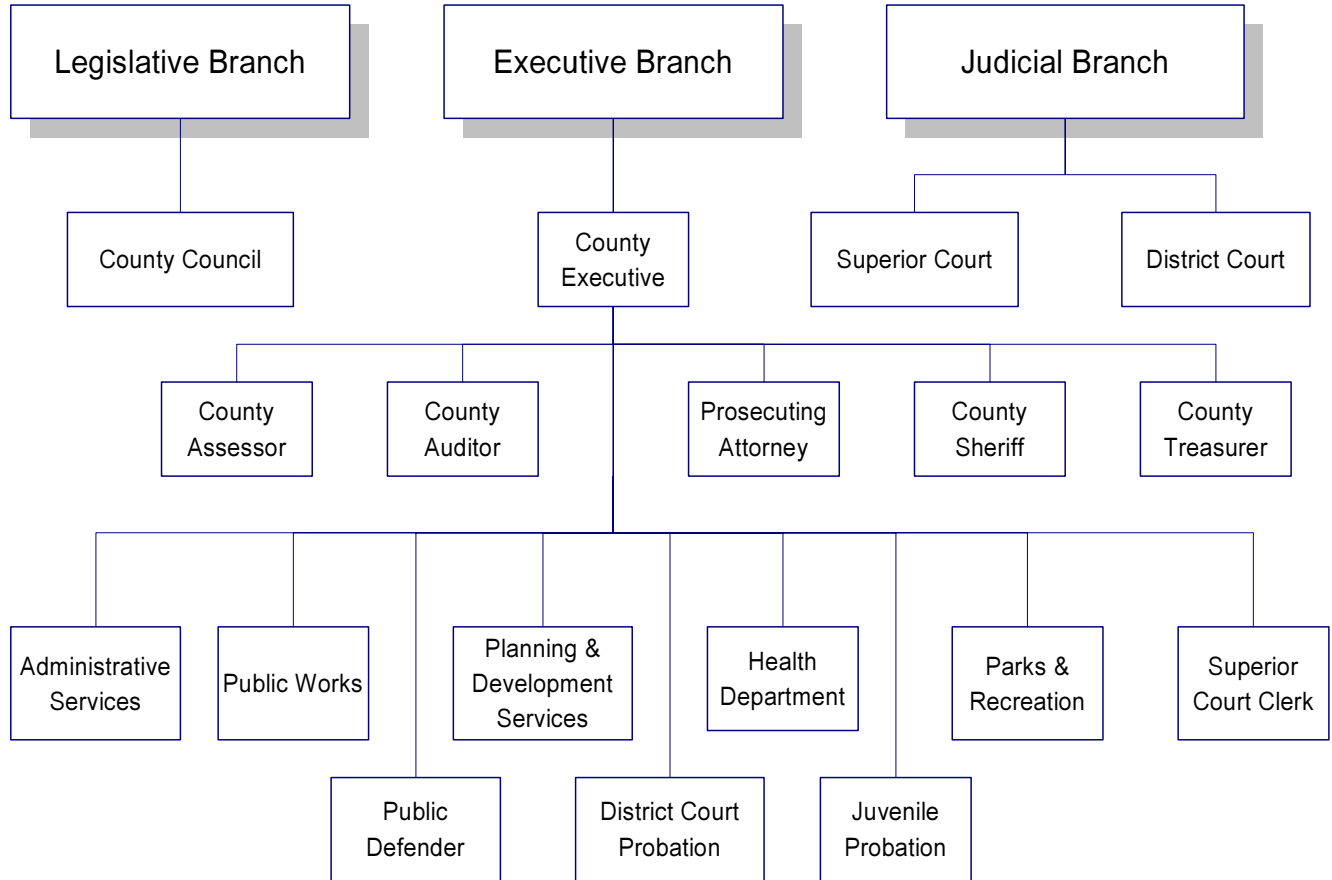 Legislative Branch
Executive Branch
Judicial Branch
County Council
County
Executive
Superior Court
District Court
County
Assessor
County
Auditor
Prosecuting
Attorney
County
Sheriff
County
Treasurer
Administrative
Services
Public Works
Planning &
Development
Services
Health
Department
Parks &
Recreation
Superior
Court Clerk
Public
Defender
District Court
Probation
Juvenile
Probation